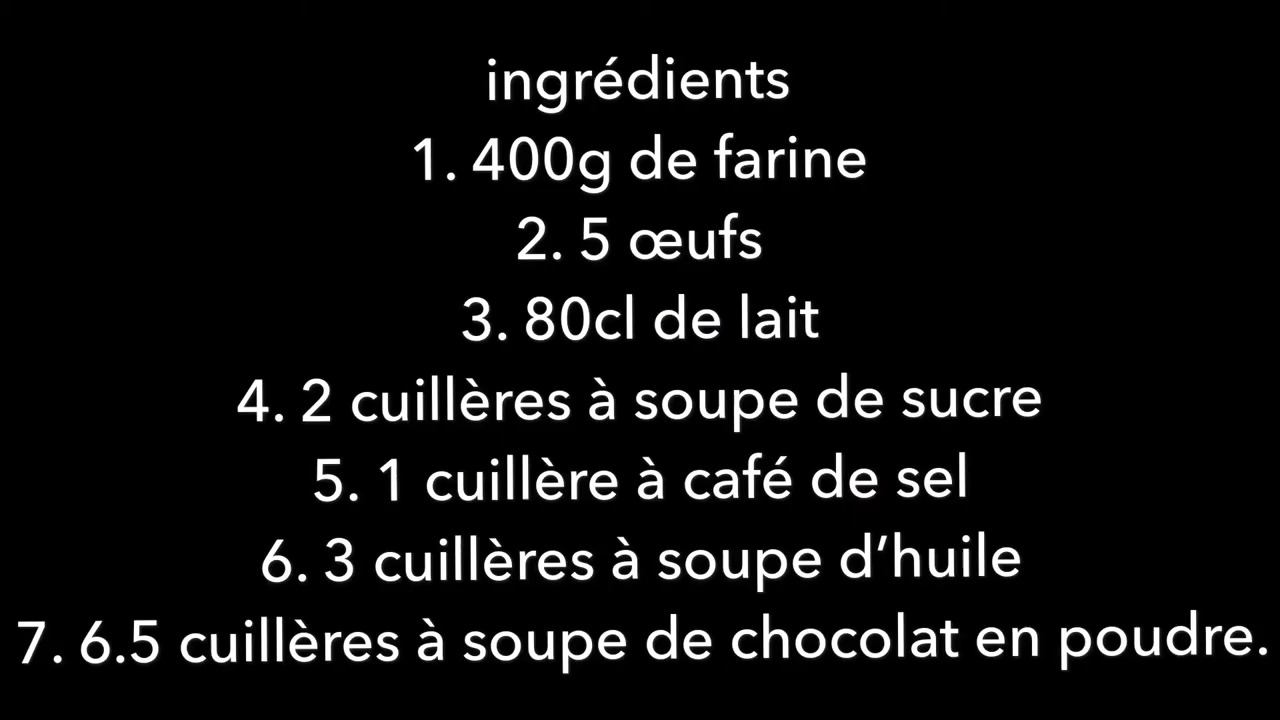 ingrédients
1. 400g de farine
2. 5 œufs
3. 80cl de lait
4. 2 cuillères à soupe de sucre
5. 1 cuillère à café de sel
6. 3 cuillères à soupe d’huile
7. 6.5 cuillères à soupe de chocolat en poudre.